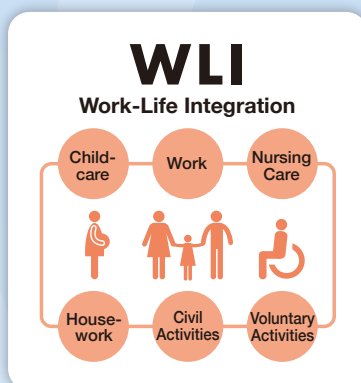 WLI
Work-Life Integration
Child-
care
Work
Nursing
Care
House-
work
Civil
Activities
Voluntary
Activities